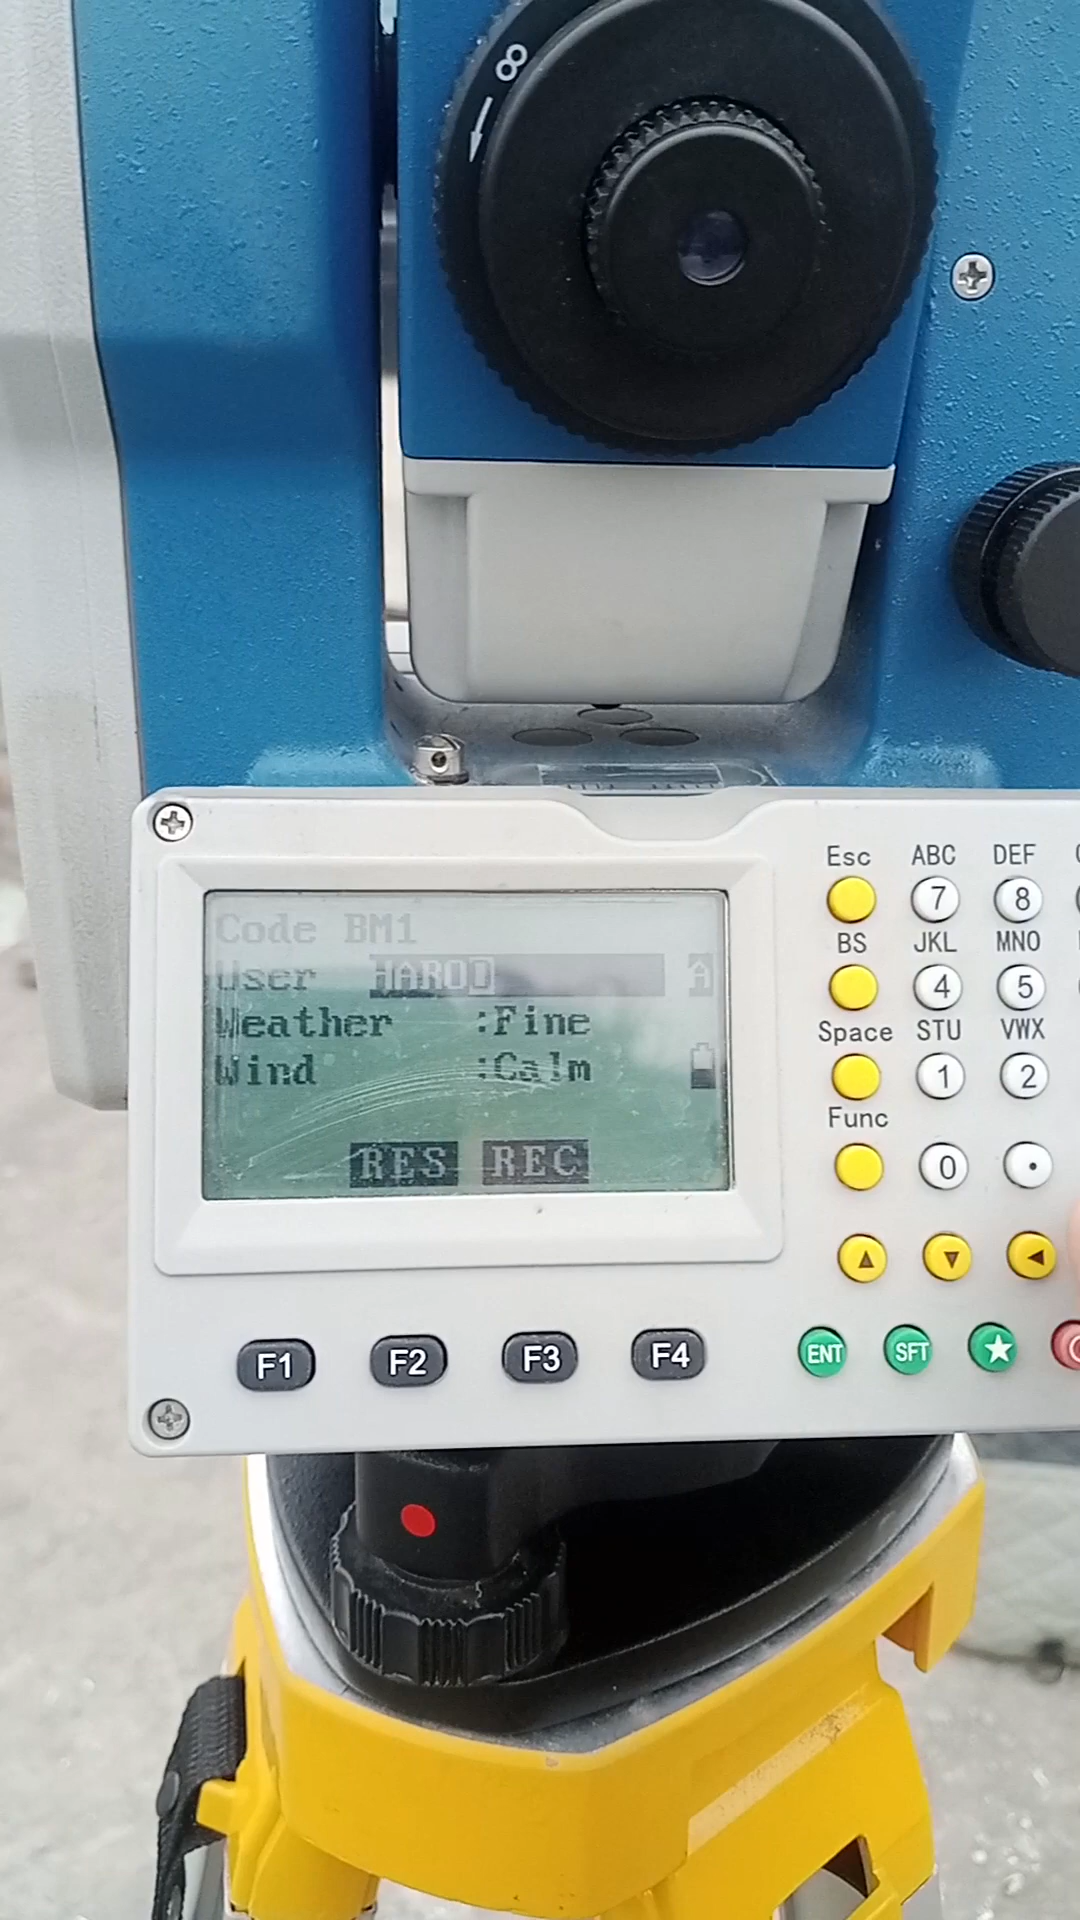 ∞
Code BM1
User HAROD A
Weather :Fine
Wind :Calm
RES REC
Esc ABC DEF
7 8
BS JKL MNO
4 5
Space STU VWX
1 2
Func
0 .
F1 F2 F3 F4 ENT SFT